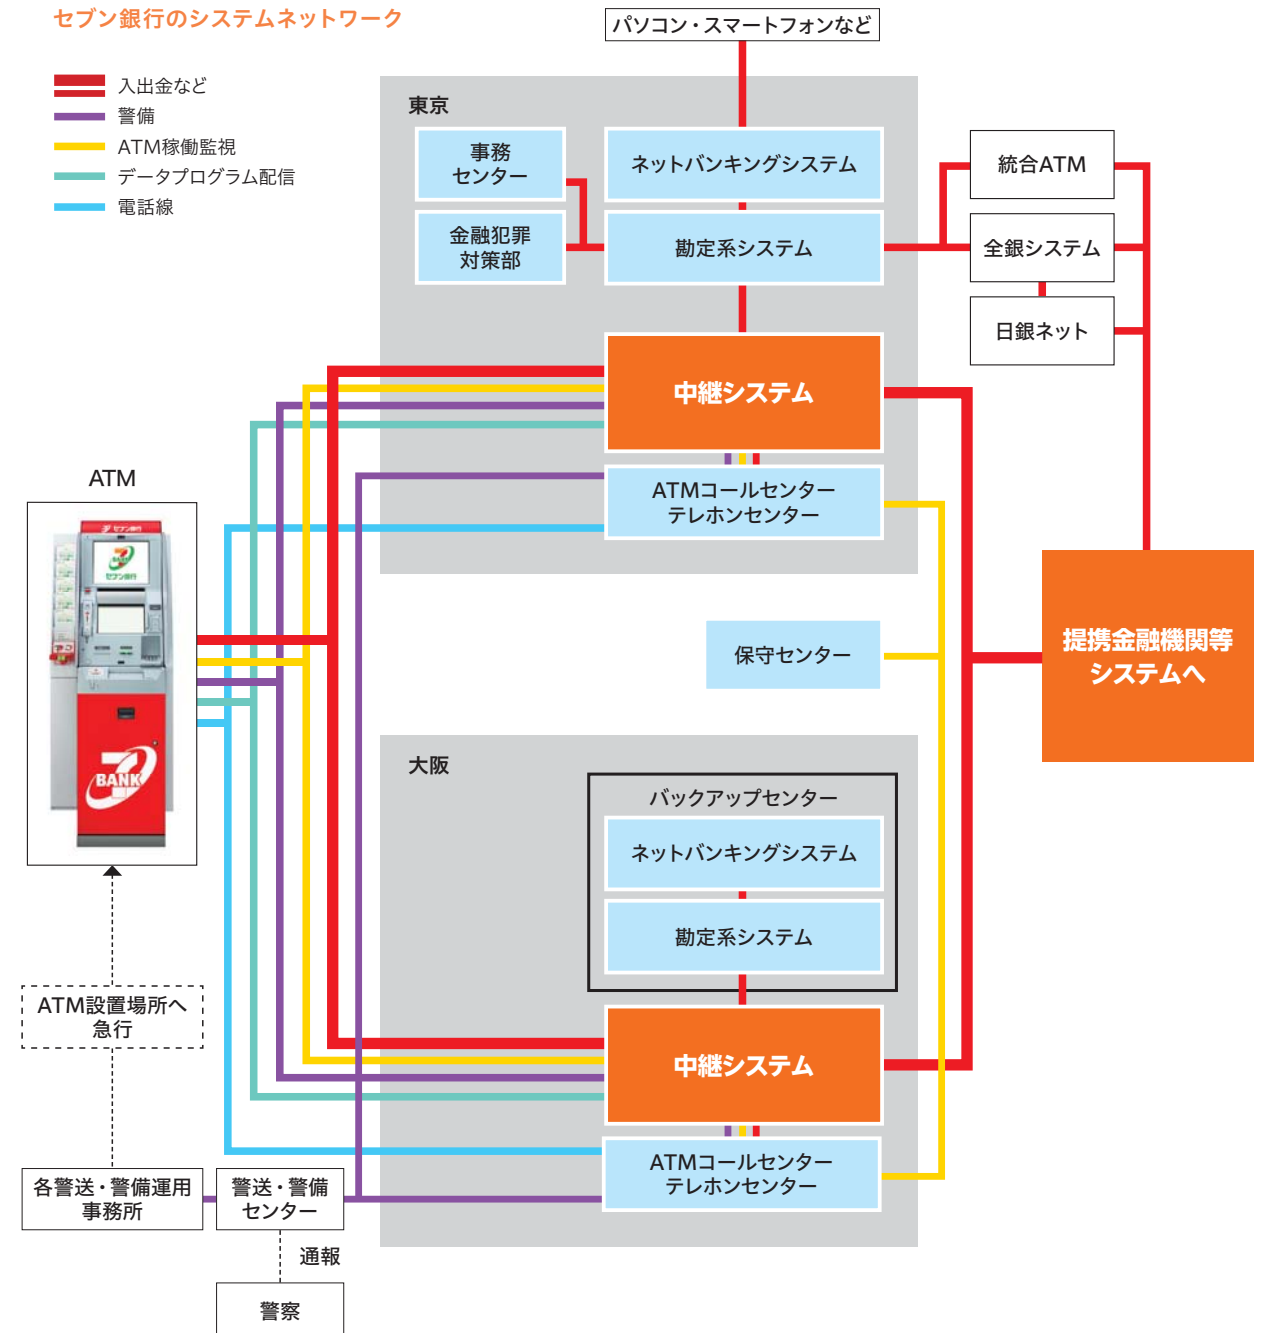 セブン銀行のシステムネットワーク
入出金など
警備
ATM稼働監視
データプログラム配信
電話線
パソコン・スマートフォンなど
東京
事務
センター
ネットバンキングシステム
金融犯罪
対策部
勘定系システム
統合ATM
全銀システム
日銀ネット
中継システム
ATMコールセンター
テレホンセンター
ATM
セブン銀行
BANK
セブン銀行
BANK
保守センター
提携金融機関等
システムへ
大阪
バックアップセンター
ネットバンキングシステム
勘定系システム
中継システム
ATMコールセンター
テレホンセンター
ATM設置場所へ
急行
各警送・警備運用
事務所
警送・警備
センター
通報
警察